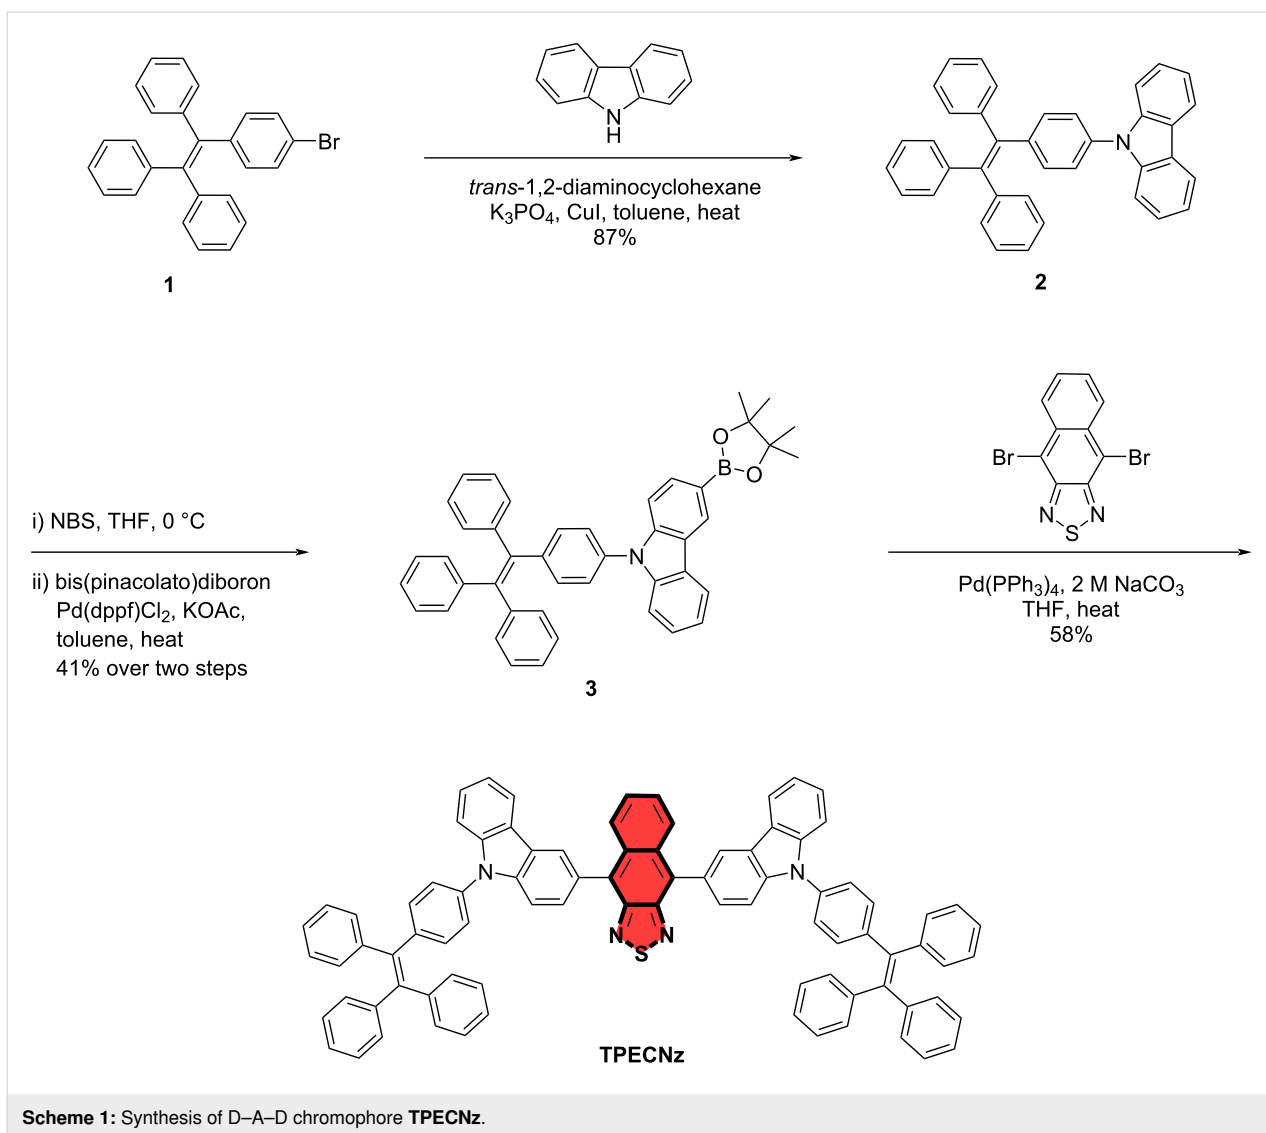 Br
N
H
trans-1,2-diaminocyclohexane
K₃PO₄, CuI, toluene, heat
87%
N
1
2
i) NBS, THF, 0 °C
ii) bis(pinacolato)diboron
Pd(dppf)Cl₂, KOAc,
toluene, heat
41% over two steps
O
B
O
N
3
Br
Br
N
N
S
Pd(PPh₃)₄, 2 M NaCO₃
THF, heat
58%
N
N
N
S
N
TPECNz
Scheme 1: Synthesis of D–A–D chromophore TPECNz.